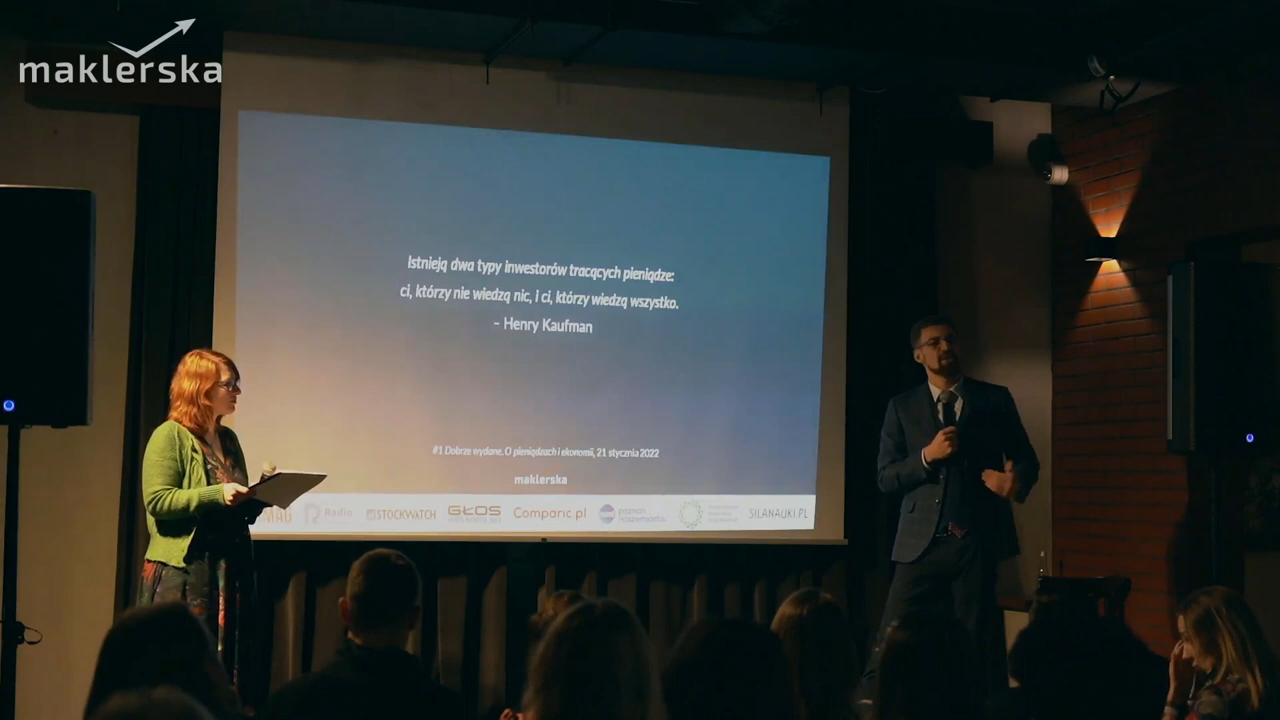 maklerska
Istnieją dwa typy inwestorów tracących pieniądze:
ci, którzy nie wiedzą nic, i ci, którzy wiedzą wszystko.
– Henry Kaufman
#1 Dobrze wydane. O pieniądzach i ekonomii, 21 stycznia 2022
maklerska
Radio STOCKWATCH GŁOS Comparic.pl SILANAUKI.PL